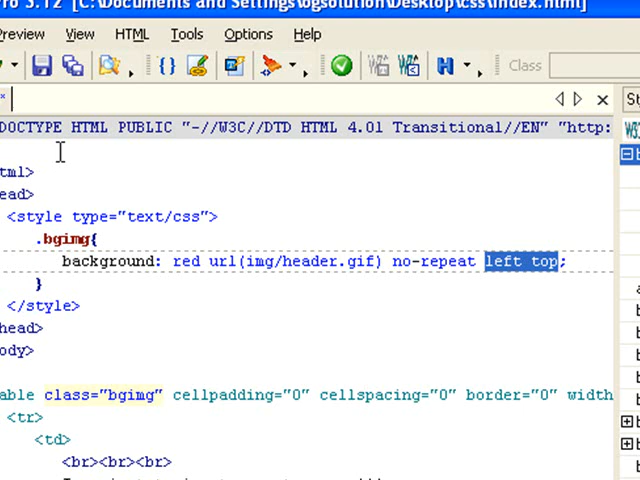 Pro 3.12 [C:\Documents and Settings\ogsolution\Desktop\css\index.html]
Preview View HTML Tools Options Help
Class
DOCTYPE HTML PUBLIC "-//W3C//DTD HTML 4.01 Transitional//EN" "http:
tml>
ead>
<style type="text/css">
.bgimg{
background: red url(img/header.gif) no-repeat left top;
}
</style>
head>
ody>
able class="bgimg" cellpadding="0" cellspacing="0" border="0" width
<tr>
<td>
<br><br><br>